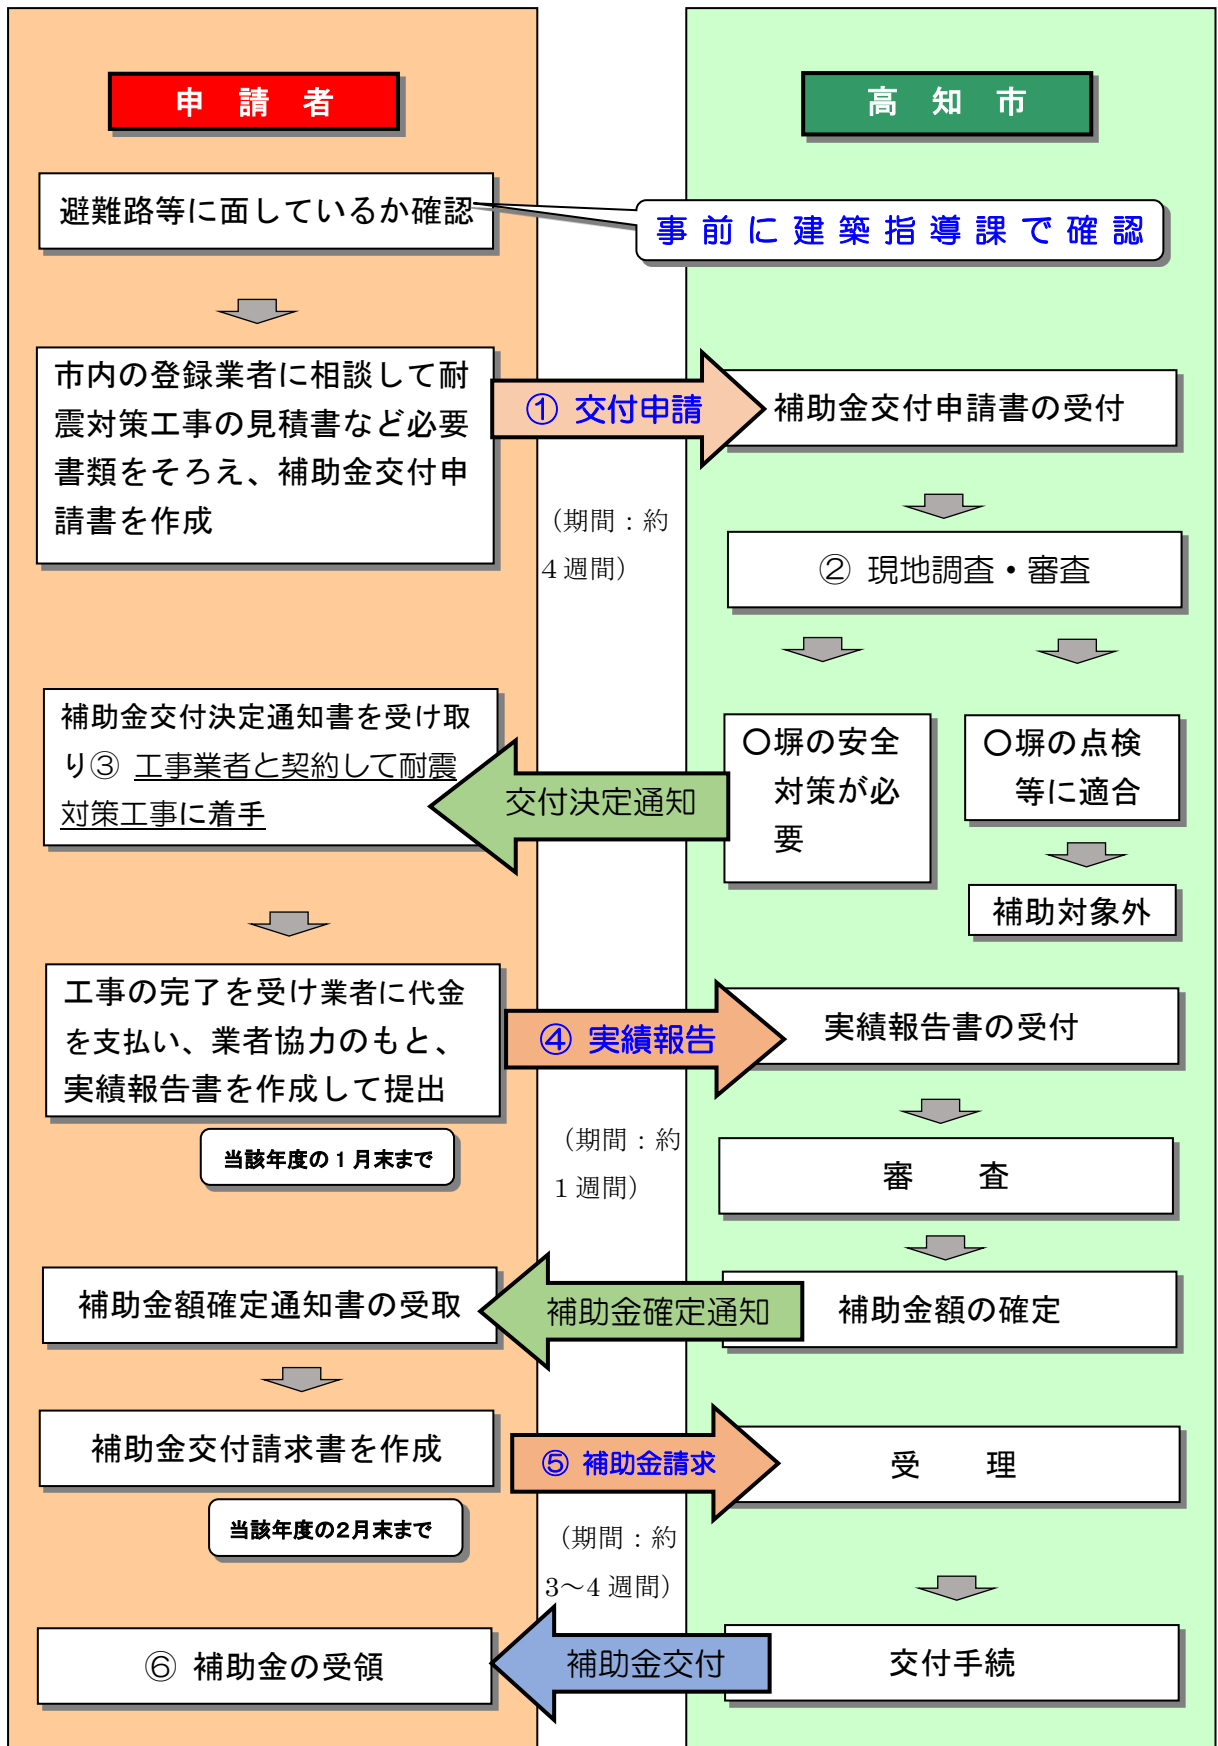 申請者
高知市
避難路等に面しているか確認
事前に建築指導課で確認
市内の登録業者に相談して耐
震対策工事の見積書など必要
書類をそろえ、補助金交付申
請書を作成
① 交付申請
補助金交付申請書の受付
（期間：約
４週間）
② 現地調査・審査
補助金交付決定通知書を受け取
り③ 工事業者と契約して耐震
対策工事に着手
交付決定通知
〇塀の安全
対策が必
要
〇塀の点検
等に適合
補助対象外
工事の完了を受け業者に代金
を支払い、業者協力のもと、
実績報告書を作成して提出
④ 実績報告
実績報告書の受付
当該年度の１月末まで
（期間：約
１週間）
審　査
補助金額確定通知書の受取
補助金確定通知
補助金額の確定
補助金交付請求書を作成
⑤ 補助金請求
受　理
当該年度の2月末まで
（期間：約
3～4 週間）
⑥ 補助金の受領
補助金交付
交付手続